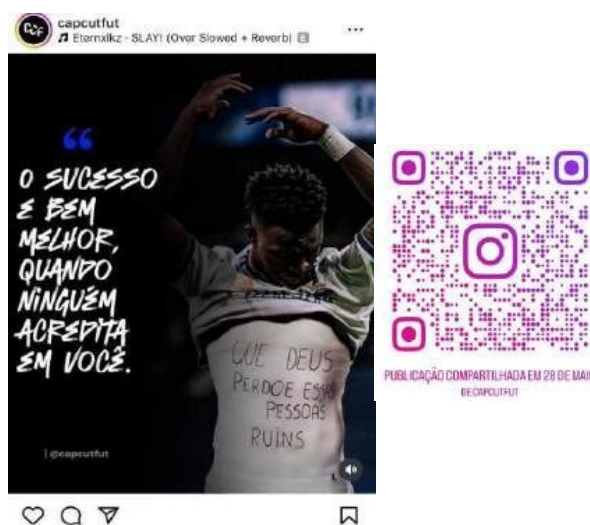 capcutfut
Eternxlkz - SLAY! (Over Slowed + Reverb) E
“
O SUCESSO
E BEM
MELHOR,
QUANDO
NINGUÉM
ACREDITA
EM VOCÊ.
QUE DEUS
PERDOE ESSAS
PESSOAS
RUINS
@capcutfut
PUBLICAÇÃO COMPARTILHADA EM 28 DE MAI
DE CAPCUTFUT